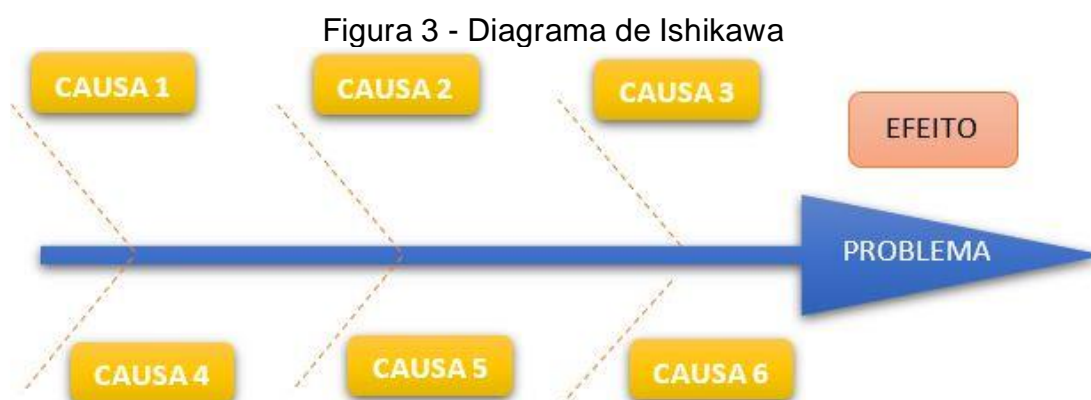 Figura 3 - Diagrama de Ishikawa
CAUSA 1
CAUSA 2
CAUSA 3
EFEITO
PROBLEMA
CAUSA 4
CAUSA 5
CAUSA 6